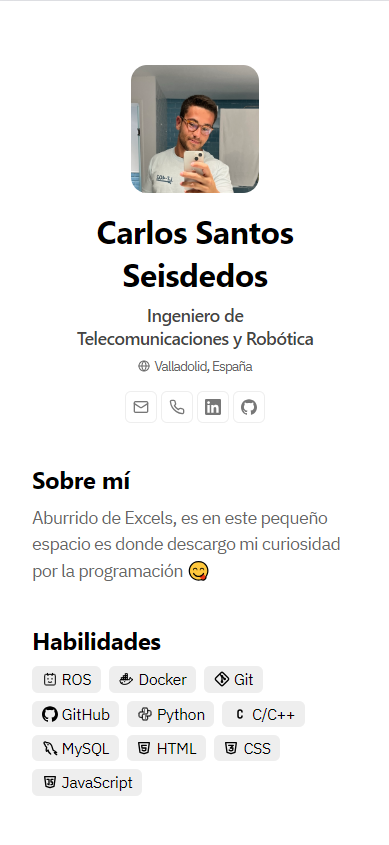 Carlos Santos
Seisdedos
Ingeniero de
Telecomunicaciones y Robótica
Valladolid, España
Sobre mí
Aburrido de Excels, es en este pequeño
espacio es donde descargo mi curiosidad
por la programación 😋
Habilidades
ROS Docker Git
GitHub Python C/C++
MySQL HTML CSS
JavaScript